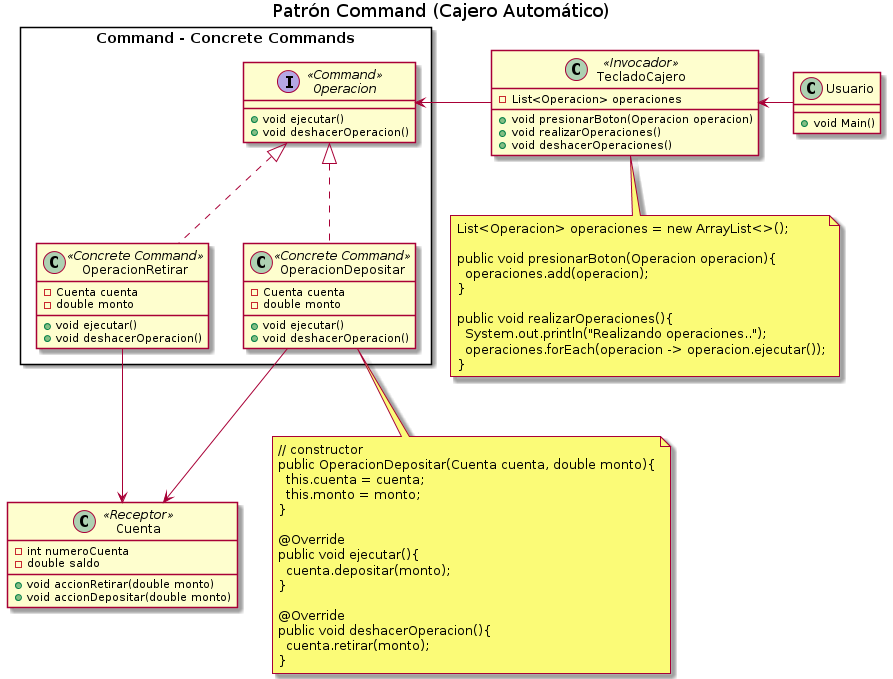 Patrón Command (Cajero Automático)
Command - Concrete Commands
I
«Command»
Operacion
void ejecutar()
void deshacerOperacion()
C
«Invocador»
TecladoCajero
List<Operacion> operaciones
void presionarBoton(Operacion operacion)
void realizarOperaciones()
void deshacerOperaciones()
C
Usuario
void Main()
List<Operacion> operaciones = new ArrayList<>();
public void presionarBoton(Operacion operacion){
operaciones.add(operacion);
}
public void realizarOperaciones(){
System.out.println("Realizando operaciones..");
operaciones.forEach(operacion -> operacion.ejecutar());
}
C
«Concrete Command»
OperacionRetirar
Cuenta cuenta
double monto
void ejecutar()
void deshacerOperacion()
C
«Concrete Command»
OperacionDepositar
Cuenta cuenta
double monto
void ejecutar()
void deshacerOperacion()
// constructor
public OperacionDepositar(Cuenta cuenta, double monto){
this.cuenta = cuenta;
this.monto = monto;
}
@Override
public void ejecutar(){
cuenta.depositar(monto);
}
@Override
public void deshacerOperacion(){
cuenta.retirar(monto);
}
C
«Receptor»
Cuenta
int numeroCuenta
double saldo
void accionRetirar(double monto)
void accionDepositar(double monto)